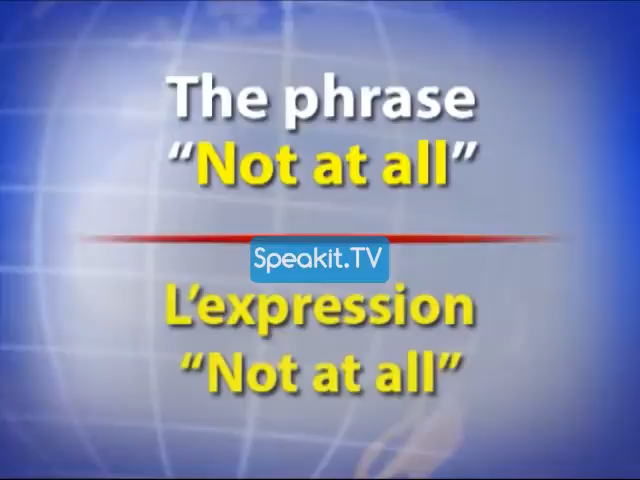 The phrase
“Not at all”
Speakit.TV
L’expression
“Not at all”